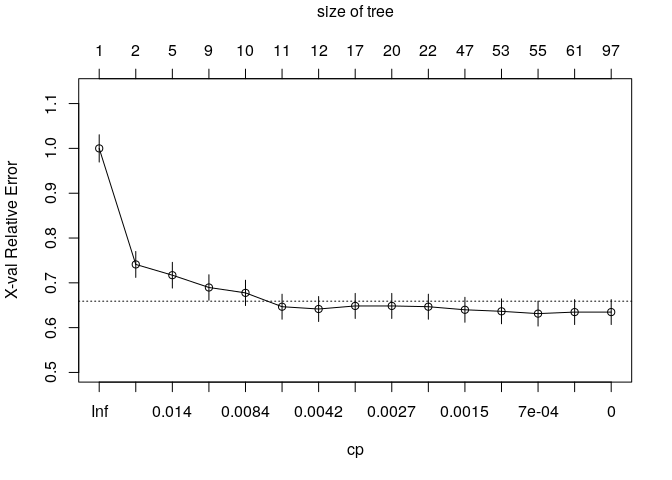 size of tree
1 2 5 9 10 11 12 17 20 22 47 53 55 61 97
X-val Relative Error
1.1
1.0
0.9
0.8
0.7
0.6
0.5
Inf 0.014 0.0084 0.0042 0.0027 0.0015 7e-04 0
cp